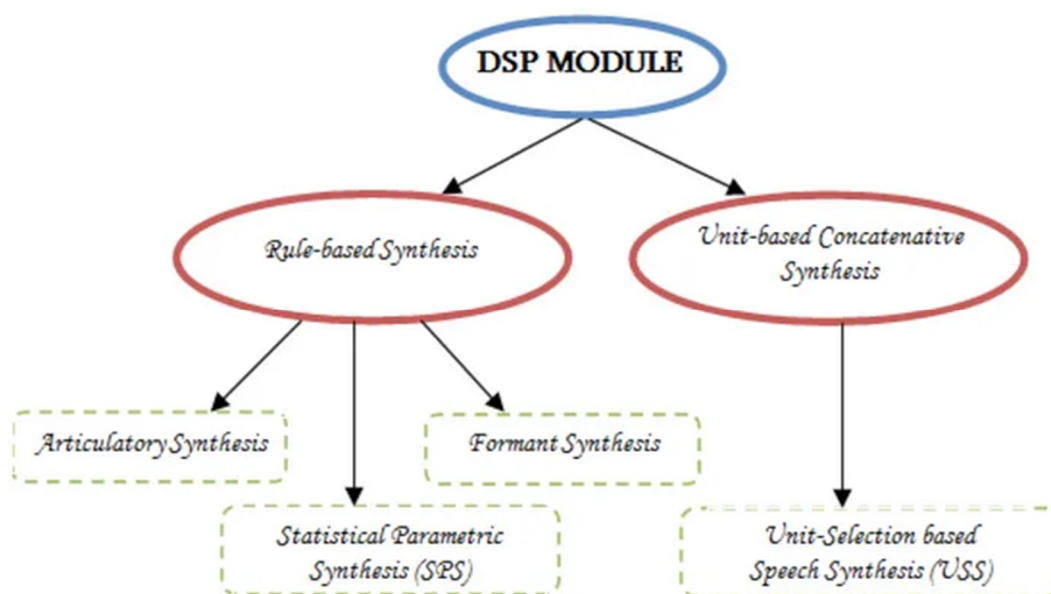 DSP MODULE
Rule-based Synthesis
Unit-based Concatenative
Synthesis
Articulatory Synthesis
Formant Synthesis
Statistical Parametric
Synthesis (SPS)
Unit-Selection based
Speech Synthesis (USS)